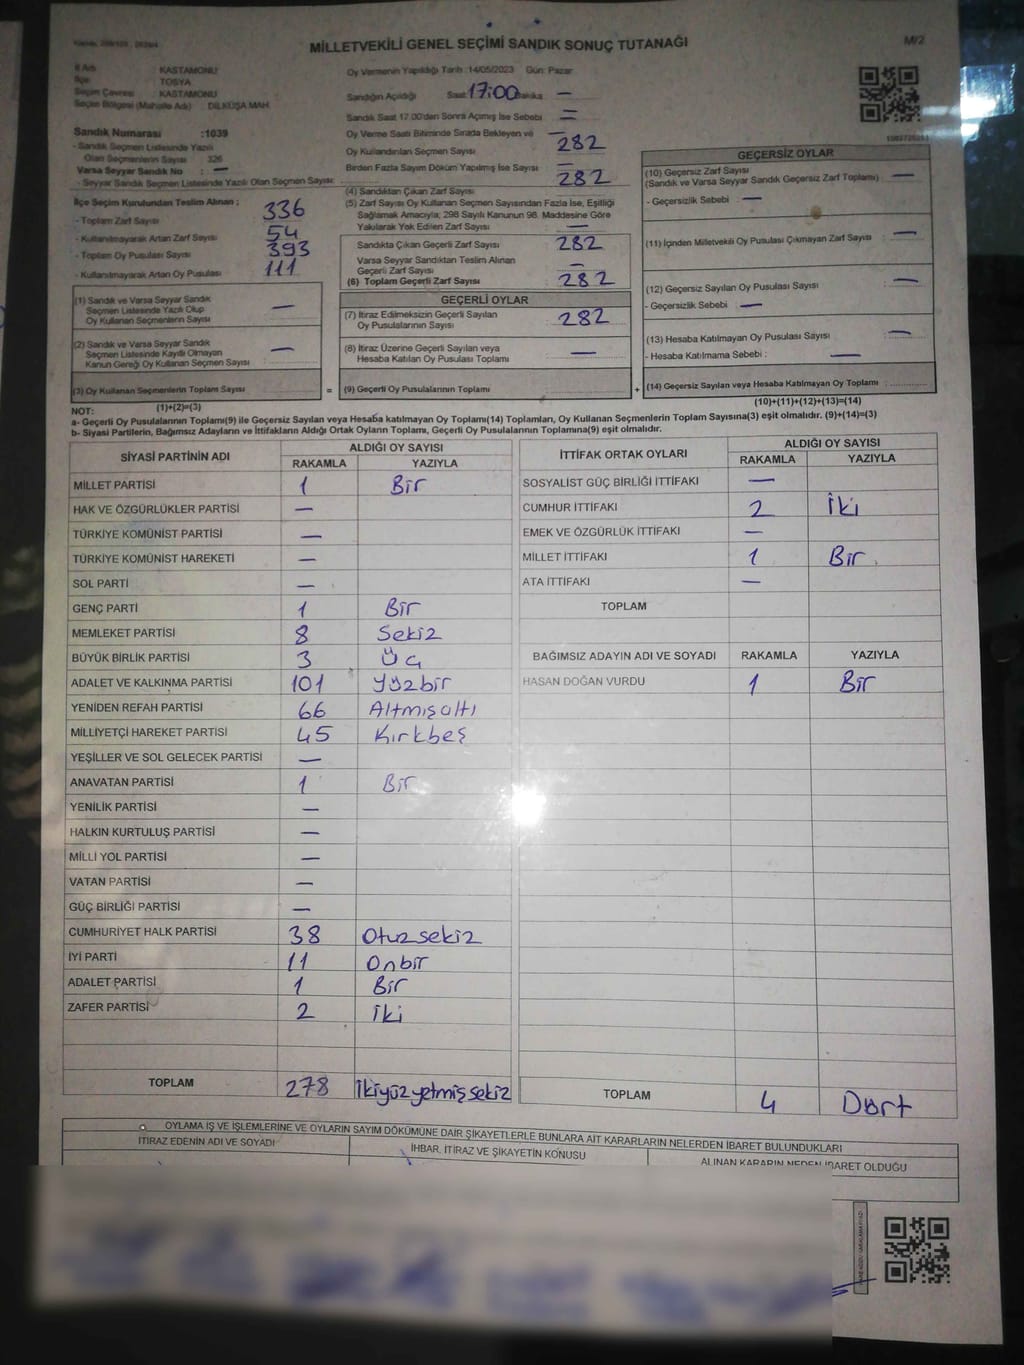 MİLLETVEKİLİ GENEL SEÇİMİ SANDIK SONUÇ TUTANAĞI
M/2
İl Adı : KASTAMONU
İlçe : TOSYA
Seçim Çevresi : KASTAMONU
Seçim Bölgesi (Mahalle Adı) : DİLKÜŞA MAH
Sandık Numarası :1039
- Sandık Seçmen Listesinde Yazılı
Olan Seçmenlerin Sayısı : 326
Varsa Seyyar Sandık No : —
- Seyyar Sandık Seçmen Listesinde Yazılı Olan Seçmen Sayısı:
İlçe Seçim Kurulundan Teslim Alınan ;
- Toplam Zarf Sayısı : 336
- Kullanılmayarak Artan Zarf Sayısı : 54
- Toplam Oy Pusulası Sayısı : 393
- Kullanılmayarak Artan Oy Pusulası : 111
(1) Sandık ve Varsa Seyyar Sandık
Seçmen Listesinde Yazılı Olup
Oy Kullanan Seçmenlerin Sayısı : —
(2) Sandık ve Varsa Seyyar Sandık
Seçmen Listesinde Kayıtlı Olmayan
Kanun Gereği Oy Kullanan Seçmen Sayısı : —
(3) Oy Kullanan Seçmenlerin Toplam Sayısı
(1)+(2)=(3)
Oy Vermenin Yapıldığı Tarih :14/05/2023 Gün: Pazar
Sandığın Açıldığı Saat 17:00 Dakika —
Sandık Saat 17.00'den Sonra Açılmış İse Sebebi —
Oy Verme Saati Bitiminde Sırada Bekleyen ve —
Oy Kullandırılan Seçmen Sayısı 282
Birden Fazla Sayım Döküm Yapılmış İse Sayısı —
(4) Sandıktan Çıkan Zarf Sayısı 282
(5) Zarf Sayısı Oy Kullanan Seçmen Sayısından Fazla İse, Eşitliği
Sağlamak Amacıyla; 298 Sayılı Kanunun 98. Maddesine Göre
Yakılarak Yok Edilen Zarf Sayısı : —
Sandıkta Çıkan Geçerli Zarf Sayısı 282
Varsa Seyyar Sandıktan Teslim Alınan
Geçerli Zarf Sayısı —
(6) Toplam Geçerli Zarf Sayısı : 282
GEÇERLİ OYLAR
(7) İtiraz Edilmeksizin Geçerli Sayılan
Oy Pusulalarının Sayısı : 282
(8) İtiraz Üzerine Geçerli Sayılan veya
Hesaba Katılan Oy Pusulası Toplamı : —
= (9) Geçerli Oy Pusulalarının Toplamı
GEÇERSİZ OYLAR
(10) Geçersiz Zarf Sayısı
(Sandık ve Varsa Seyyar Sandık Geçersiz Zarf Toplamı) : —
- Geçersizlik Sebebi : —
(11) İçinden Milletvekili Oy Pusulası Çıkmayan Zarf Sayısı : —
(12) Geçersiz Sayılan Oy Pusulası Sayısı : —
- Geçersizlik Sebebi : —
(13) Hesaba Katılmayan Oy Pusulası Sayısı : —
- Hesaba Katılmama Sebebi : —
+ (14) Geçersiz Sayılan veya Hesaba Katılmayan Oy Toplamı :
(10)+(11)+(12)+(13)=(14)
NOT:
a- Geçerli Oy Pusulalarının Toplamı(9) ile Geçersiz Sayılan veya Hesaba katılmayan Oy Toplamı(14) Toplamları, Oy Kullanan Seçmenlerin Toplam Sayısına(3) eşit olmalıdır. (9)+(14)=(3)
b- Siyasi Partilerin, Bağımsız Adayların ve İttifakların Aldığı Ortak Oyların Toplamı, Geçerli Oy Pusulalarının Toplamına(9) eşit olmalıdır.
SİYASİ PARTİNİN ADI ALDIĞI OY SAYISI
RAKAMLA YAZIYLA
MİLLET PARTİSİ 1 Bir
HAK VE ÖZGÜRLÜKLER PARTİSİ —
TÜRKİYE KOMÜNİST PARTİSİ —
TÜRKİYE KOMÜNİST HAREKETİ —
SOL PARTİ —
GENÇ PARTİ 1 Bir
MEMLEKET PARTİSİ 8 Sekiz
BÜYÜK BİRLİK PARTİSİ 3 Üç
ADALET VE KALKINMA PARTİSİ 101 Yüzbir
YENİDEN REFAH PARTİSİ 66 Altmışaltı
MİLLİYETÇİ HAREKET PARTİSİ 45 Kırkbeş
YEŞİLLER VE SOL GELECEK PARTİSİ —
ANAVATAN PARTİSİ 1 Bir
YENİLİK PARTİSİ —
HALKIN KURTULUŞ PARTİSİ —
MİLLİ YOL PARTİSİ —
VATAN PARTİSİ —
GÜÇ BİRLİĞİ PARTİSİ —
CUMHURİYET HALK PARTİSİ 38 Otuzsekiz
İYİ PARTİ 11 Onbir
ADALET PARTİSİ 1 Bir
ZAFER PARTİSİ 2 İki
TOPLAM 278 İkiyüzyetmişsekiz
İTTİFAK ORTAK OYLARI ALDIĞI OY SAYISI
RAKAMLA YAZIYLA
SOSYALİST GÜÇ BİRLİĞİ İTTİFAKI —
CUMHUR İTTİFAKI 2 İki
EMEK VE ÖZGÜRLÜK İTTİFAKI —
MİLLET İTTİFAKI 1 Bir
ATA İTTİFAKI —
TOPLAM
BAĞIMSIZ ADAYIN ADI VE SOYADI RAKAMLA YAZIYLA
HASAN DOĞAN VURDU 1 Bir
TOPLAM 4 Dört
OYLAMA İŞ VE İŞLEMLERİNE VE OYLARIN SAYIM DÖKÜMÜNE DAİR ŞİKAYETLERLE BUNLARA AİT KARARLARIN NELERDEN İBARET BULUNDUKLARI
İTİRAZ EDENİN ADI VE SOYADI İHBAR, İTİRAZ VE ŞİKAYETİN KONUSU ALINAN KARARIN NEDEN İBARET OLDUĞU